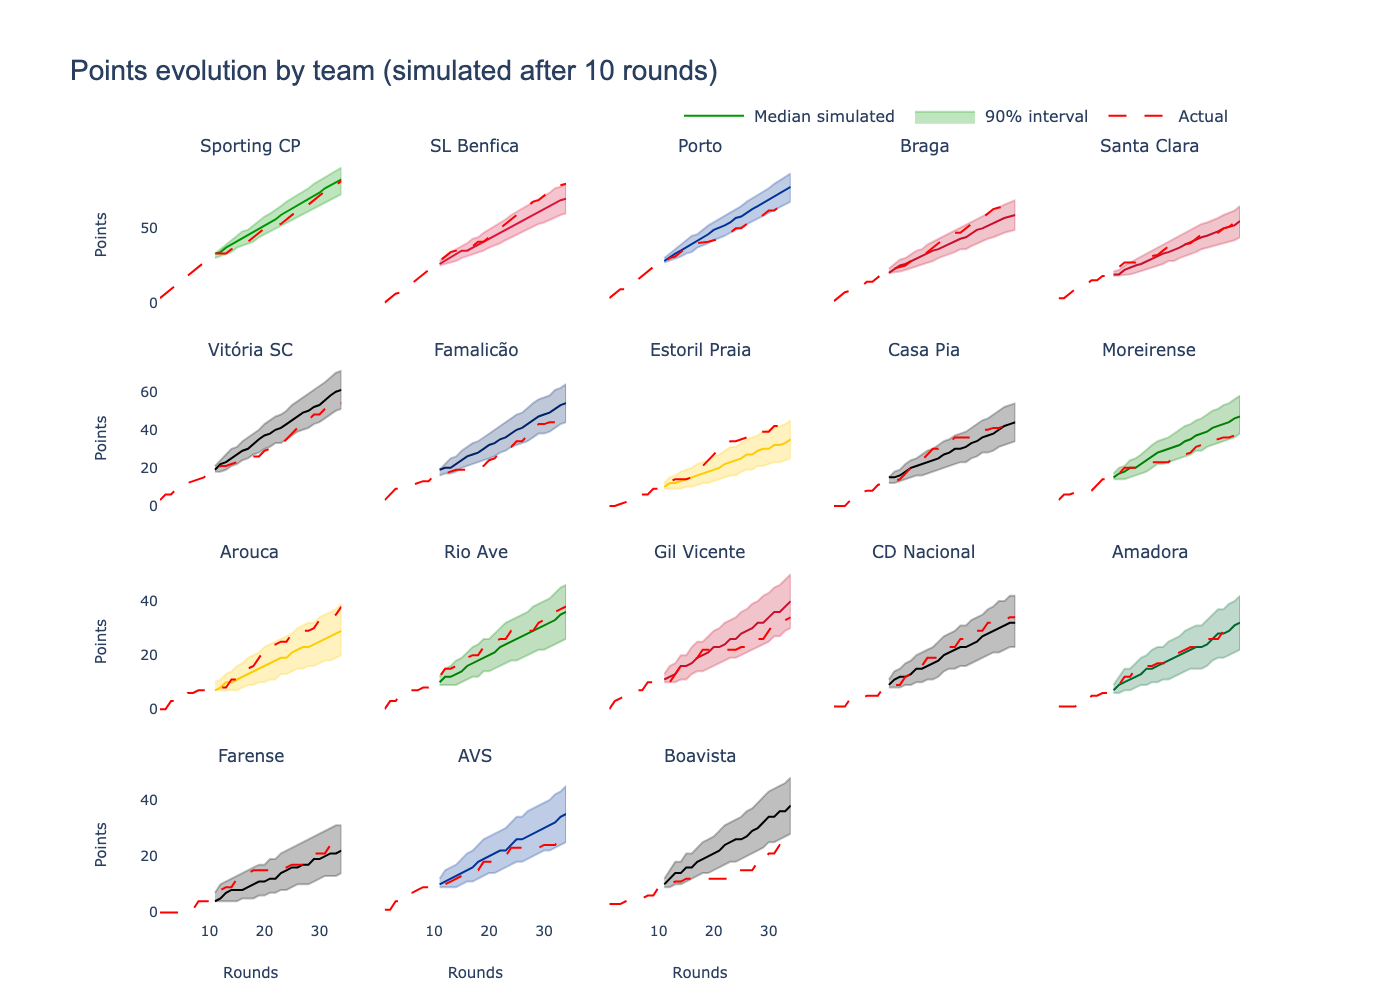 Points evolution by team (simulated after 10 rounds)
Median simulated 90% interval Actual
Sporting CP SL Benfica Porto Braga Santa Clara
Points
50
0
Vitória SC Famalicão Estoril Praia Casa Pia Moreirense
Points
60
40
20
0
Arouca Rio Ave Gil Vicente CD Nacional Amadora
Points
40
20
0
Farense AVS Boavista
Points
40
20
0
10 20 30 10 20 30 10 20 30
Rounds Rounds Rounds